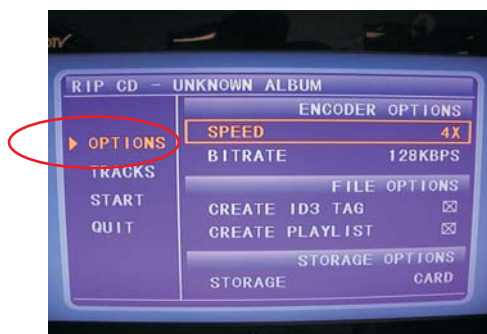 RIP CD - UNKNOWN ALBUM
OPTIONS
TRACKS
START
QUIT
ENCODER OPTIONS
SPEED 4X
BITRATE 128KBPS
FILE OPTIONS
CREATE ID3 TAG ☒
CREATE PLAYLIST ☒
STORAGE OPTIONS
STORAGE CARD